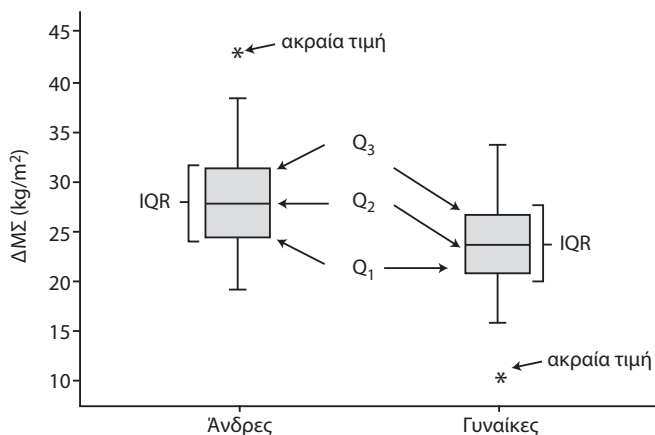 ακραία τιμή
45
40
35
30
25
20
15
10
ΔΜΣ (kg/m²)
IQR
Q₃
Q₂
Q₁
IQR
ακραία τιμή
Άνδρες
Γυναίκες